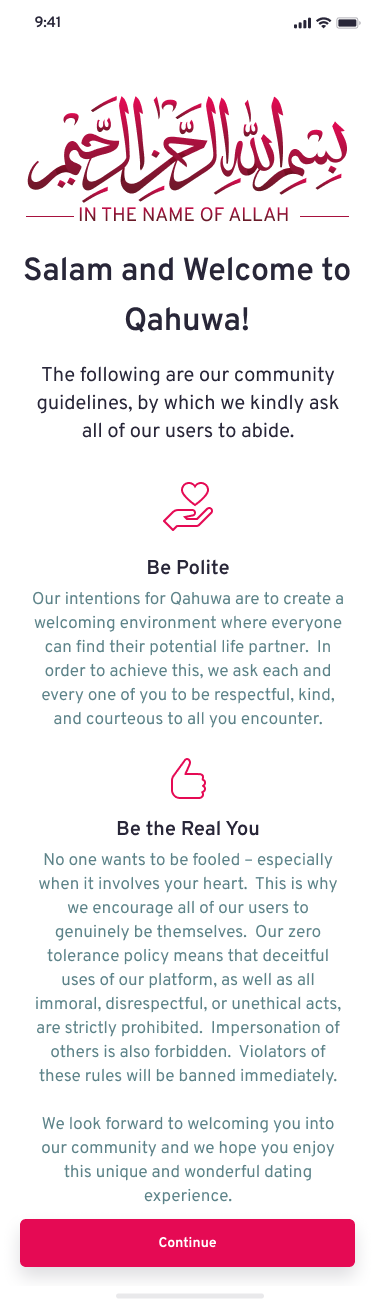 9:41
بسم الله الرحمن الرحيم
IN THE NAME OF ALLAH
Salam and Welcome to
Qahuwa!
The following are our community
guidelines, by which we kindly ask
all of our users to abide.
Be Polite
Our intentions for Qahuwa are to create a
welcoming environment where everyone
can find their potential life partner.  In
order to achieve this, we ask each and
every one of you to be respectful, kind,
and courteous to all you encounter.
Be the Real You
No one wants to be fooled – especially
when it involves your heart.  This is why
we encourage all of our users to
genuinely be themselves.  Our zero
tolerance policy means that deceitful
uses of our platform, as well as all
immoral, disrespectful, or unethical acts,
are strictly prohibited.  Impersonation of
others is also forbidden.  Violators of
these rules will be banned immediately.
We look forward to welcoming you into
our community and we hope you enjoy
this unique and wonderful dating
experience.
Continue